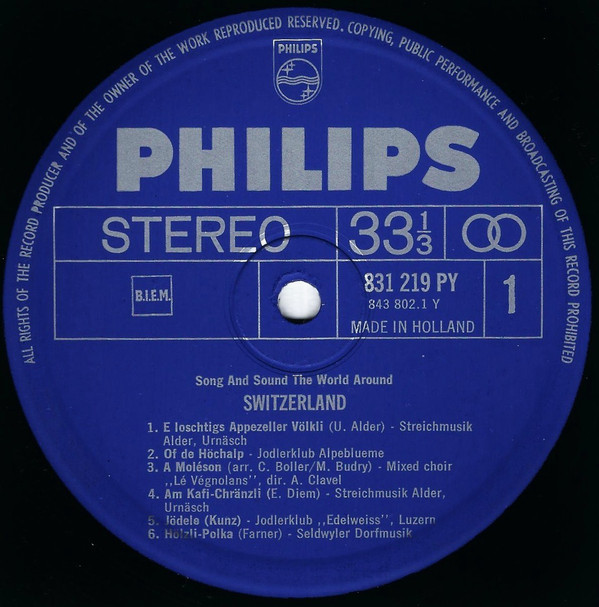 ALL RIGHTS OF THE RECORD PRODUCER AND OF THE OWNER OF THE WORK REPRODUCED RESERVED. COPYING, PUBLIC PERFORMANCE AND BROADCASTING OF THIS RECORD PROHIBITED
PHILIPS
PHILIPS
STEREO 33⅓
B.I.E.M.
831 219 PY
843 802.1 Y
MADE IN HOLLAND
1
Song And Sound The World Around
SWITZERLAND
1. E loschtigs Appezeller Völkli (U. Alder) - Streichmusik
Alder, Urnäsch
2. Of de Höchalp - Jodlerklub Alpeblueme
3. A Moléson (arr. C. Boller/M. Budry) - Mixed choir
,,Lé Végnolans", dir. A. Clavel
4. Am Kafi-Chränzli (E. Diem) - Streichmusik Alder,
Urnäsch
5. Jödele (Kunz) - Jodlerklub ,,Edelweiss", Luzern
6. Hölzli-Polka (Farner) - Seldwyler Dorfmusik